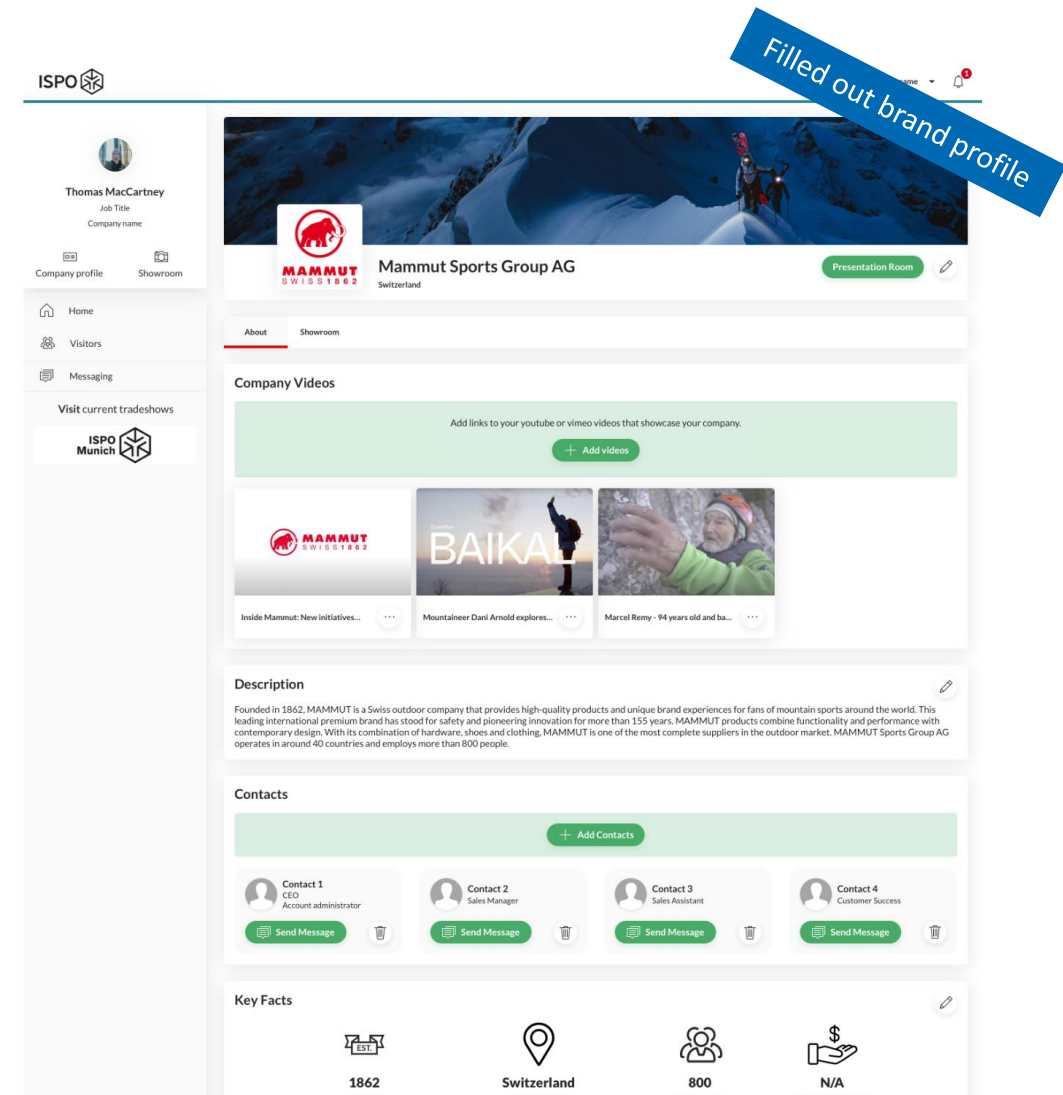 Filled out brand profile
ISPO
name
1
Thomas MacCartney
Job Title
Company name
Company profile
Showroom
Home
Visitors
Messaging
Visit current tradeshows
ISPO
Munich
MAMMUT
SWISS 1862
Mammut Sports Group AG
Switzerland
Presentation Room
About
Showroom
Company Videos
Add links to your youtube or vimeo videos that showcase your company.
Add videos
MAMMUT
SWISS 1862
BAIKAL
Inside Mammut: New initiatives...
Mountaineer Dani Arnold explores...
Marcel Remy - 94 years old and ba...
Description
Founded in 1862, MAMMUT is a Swiss outdoor company that provides high-quality products and unique brand experiences for fans of mountain sports around the world. This
leading international premium brand has stood for safety and pioneering innovation for more than 155 years. MAMMUT products combine functionality and performance with
contemporary design. With its combination of hardware, shoes and clothing, MAMMUT is one of the most complete suppliers in the outdoor market. MAMMUT Sports Group AG
operates in around 40 countries and employs more than 800 people.
Contacts
Add Contacts
Contact 1
CEO
Account administrator
Send Message
Contact 2
Sales Manager
Send Message
Contact 3
Sales Assistant
Send Message
Contact 4
Customer Success
Send Message
Key Facts
EST.
1862
Switzerland
800
$
N/A